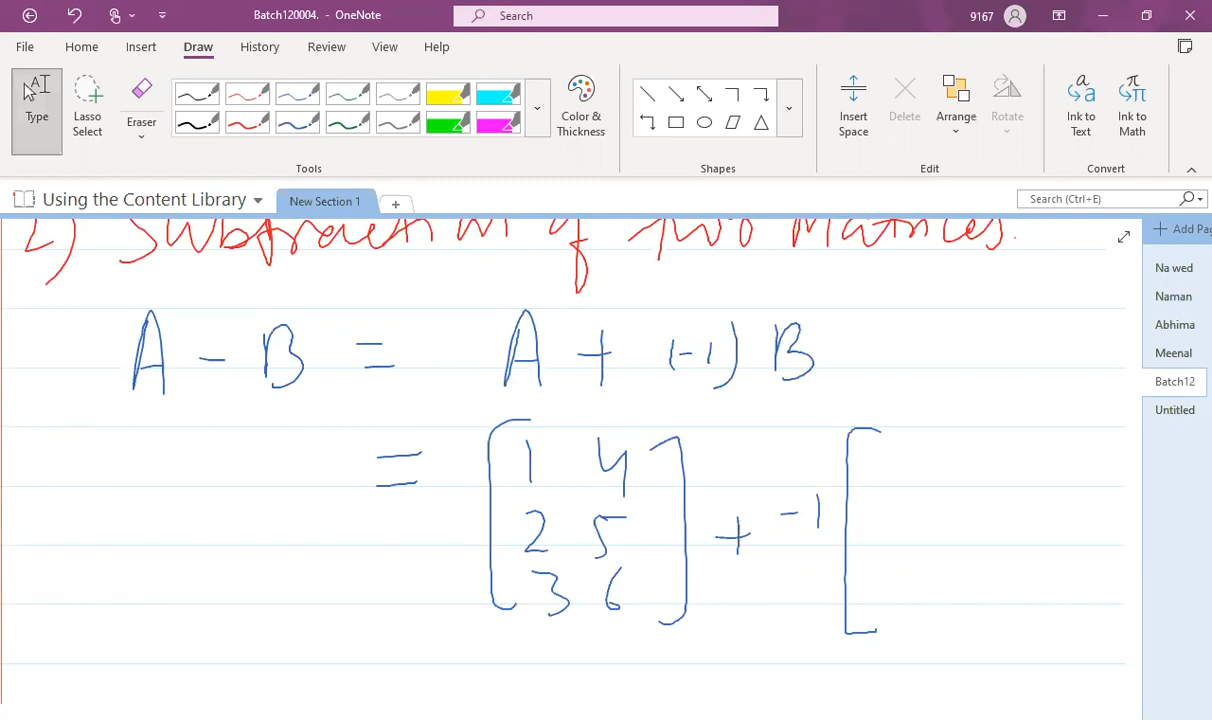 Batch120004. - OneNote
Search
9167
File Home Insert Draw History Review View Help
Type
Lasso Select
Eraser
Color & Thickness
Insert Space
Delete
Arrange
Rotate
Ink to Text
Ink to Math
Tools
Shapes
Edit
Convert
Using the Content Library
New Section 1
+
Search (Ctrl+E)
Add Pag
Na wed
Naman
Abhima
Meenal
Batch12
Untitled
2) Subtraction of Two Matrices.
A - B = A + (-1) B
= [ 1 4 ] + -1 [
2 5
3 6